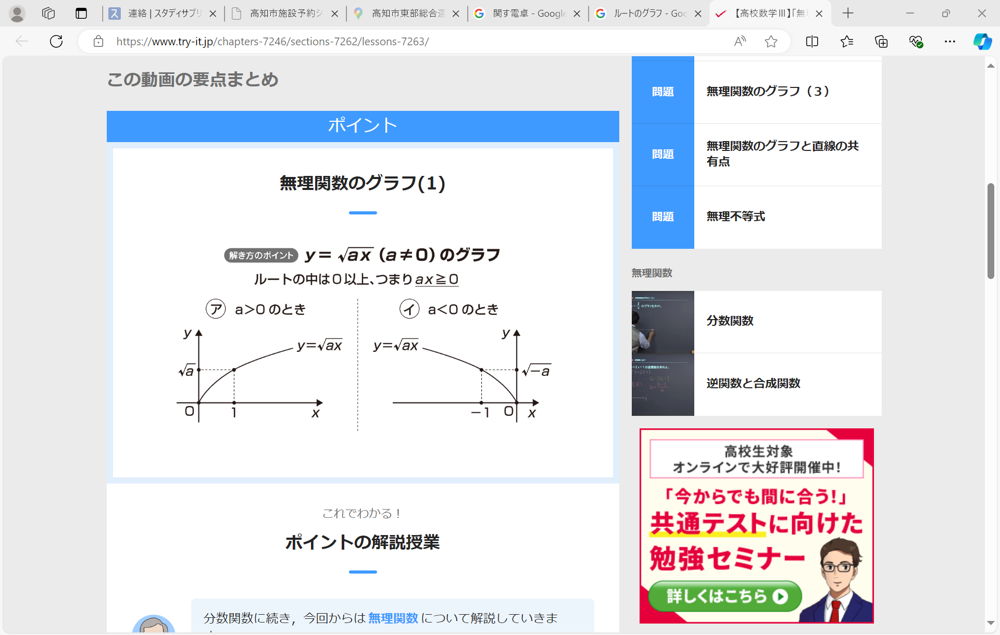 連絡 | スタディサプリ
高知市施設予約シ
高知市東部総合運
関す電卓 - Google
ルートのグラフ - Goo
【高校数学Ⅲ】「無
https://www.try-it.jp/chapters-7246/sections-7262/lessons-7263/
この動画の要点まとめ
ポイント
無理関数のグラフ(1)
解き方のポイント y=√ax (a≠0)のグラフ
ルートの中は0以上、つまりax≧0
ア a>0 のとき
y
y=√ax
√a
0
1
x
イ a<0 のとき
y=√ax
y
√-a
-1
0
x
これでわかる！
ポイントの解説授業
分数関数に続き，今回からは無理関数について解説していきま
問題 無理関数のグラフ（３）
問題 無理関数のグラフと直線の共
有点
問題 無理不等式
無理関数
分数関数
逆関数と合成関数
高校生対象
オンラインで大好評開催中！
「今からでも間に合う！」
共通テストに向けた
勉強セミナー
詳しくはこちら